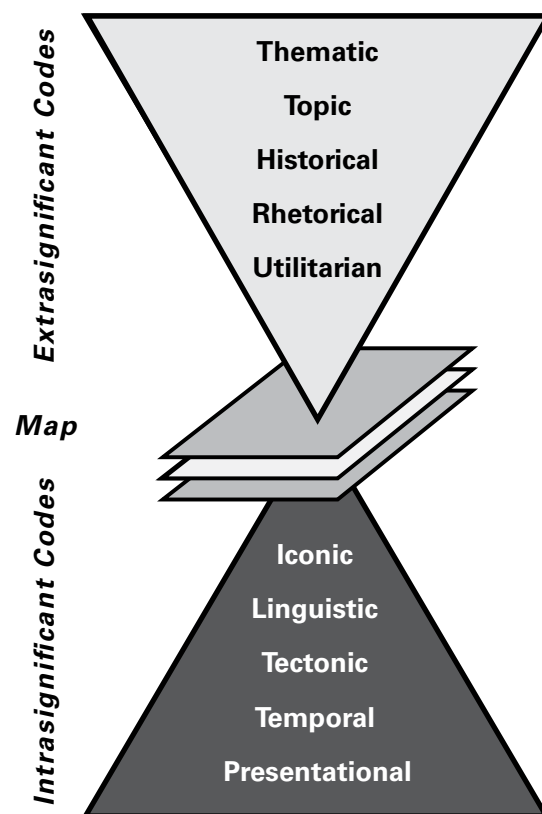 Extrasignificant Codes
Thematic
Topic
Historical
Rhetorical
Utilitarian
Map
Intrasignificant Codes
Iconic
Linguistic
Tectonic
Temporal
Presentational